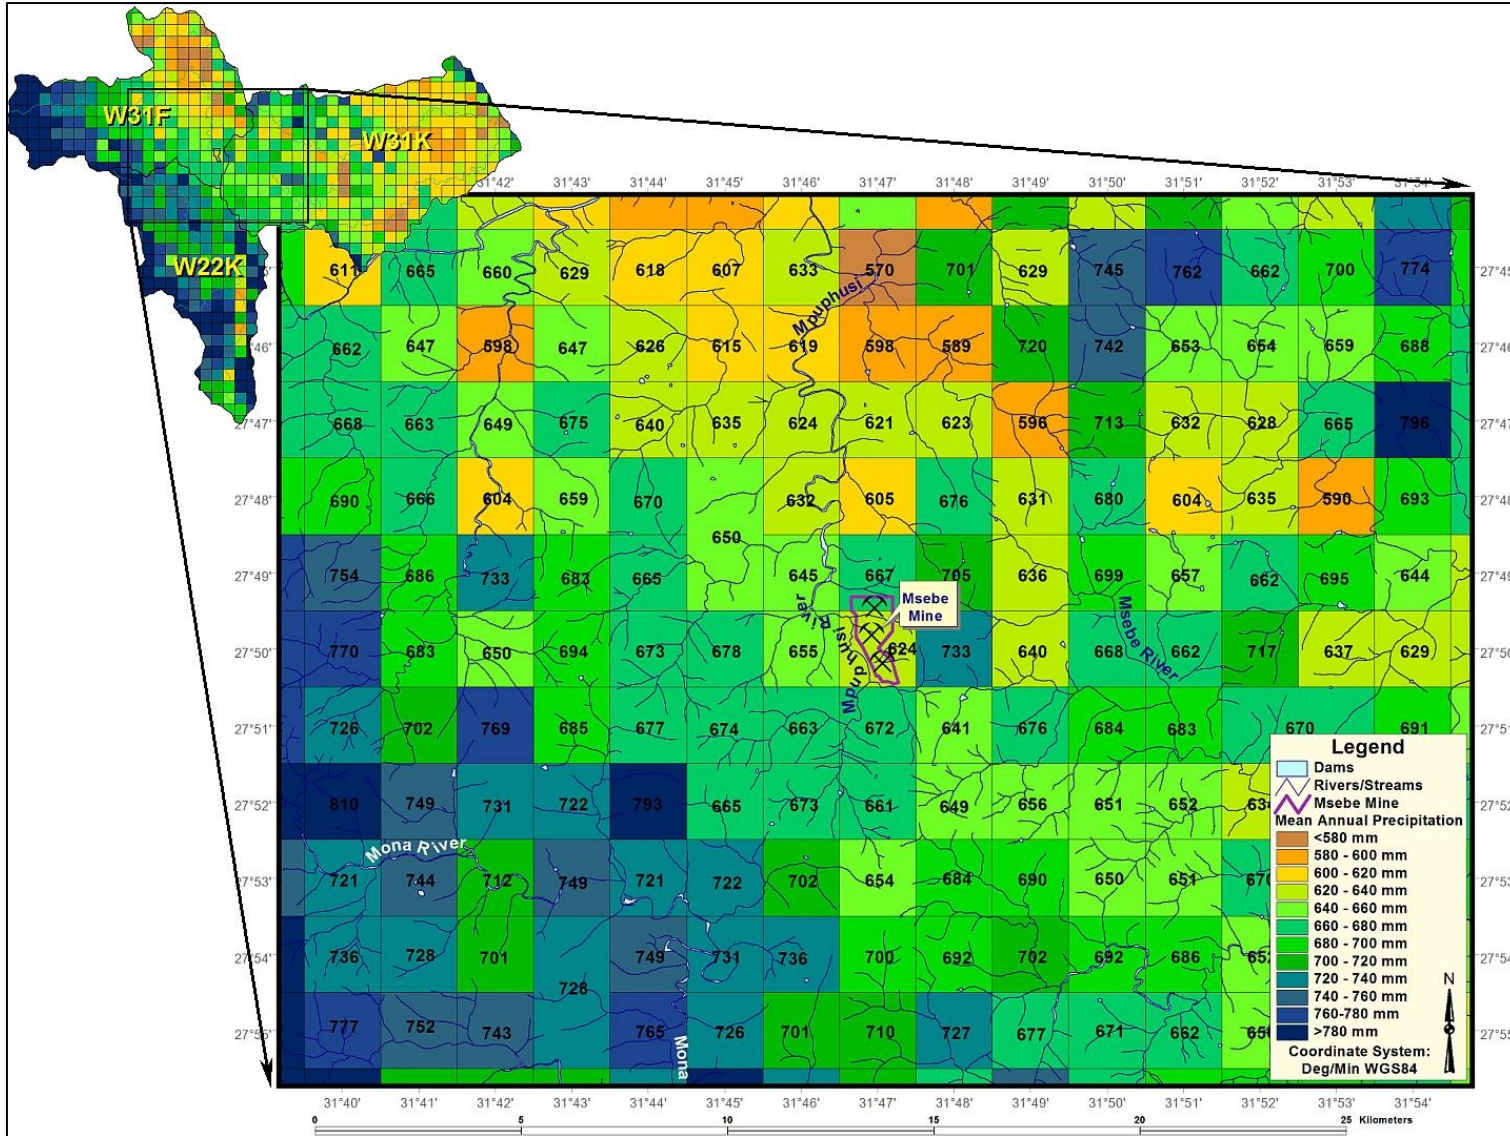 W31F
W31K
W22K
31°42' 31°43' 31°44' 31°45' 31°46' 31°47' 31°48' 31°49' 31°50' 31°51' 31°52' 31°53' 31°54'
611 665 660 629 618 607 633 570 701 629 745 762 662 700 774 27°45'
Mpuphusi
27°46' 662 647 598 647 626 615 619 598 589 720 742 653 654 659 688 27°46'
27°47' 668 663 649 675 640 635 624 621 623 596 713 632 628 665 796 27°47'
27°48' 690 666 604 659 670 632 605 676 631 680 604 635 590 693 27°48'
650
27°49' 754 686 733 683 665 645 667 705 636 699 657 662 695 644 27°49'
Msebe
Mine
Mpuphusi River
Msebe River
27°50' 770 683 650 694 673 678 655 624 733 640 668 662 717 637 629 27°50'
27°51' 726 702 769 685 677 674 663 672 641 676 684 683 670 691 27°51'
27°52' 810 749 731 722 793 665 673 661 649 656 651 652 27°52'
Mona River
27°53' 721 744 712 749 721 722 702 654 684 690 650 651 670 27°53'
27°54' 736 728 701 749 731 736 700 692 702 692 686 652 27°54'
728
27°55' 777 752 743 765 726 701 710 727 677 671 662 27°55'
Mona
Legend
Dams
Rivers/Streams
Msebe Mine
Mean Annual Precipitation
<580 mm
580 - 600 mm
600 - 620 mm
620 - 640 mm
640 - 660 mm
660 - 680 mm
680 - 700 mm
700 - 720 mm
720 - 740 mm
740 - 760 mm
760-780 mm
>780 mm
Coordinate System:
Deg/Min WGS84
N
31°40' 31°41' 31°42' 31°43' 31°44' 31°45' 31°46' 31°47' 31°48' 31°49' 31°50' 31°51' 31°52' 31°53' 31°54'
0 5 10 15 20 25 Kilometers